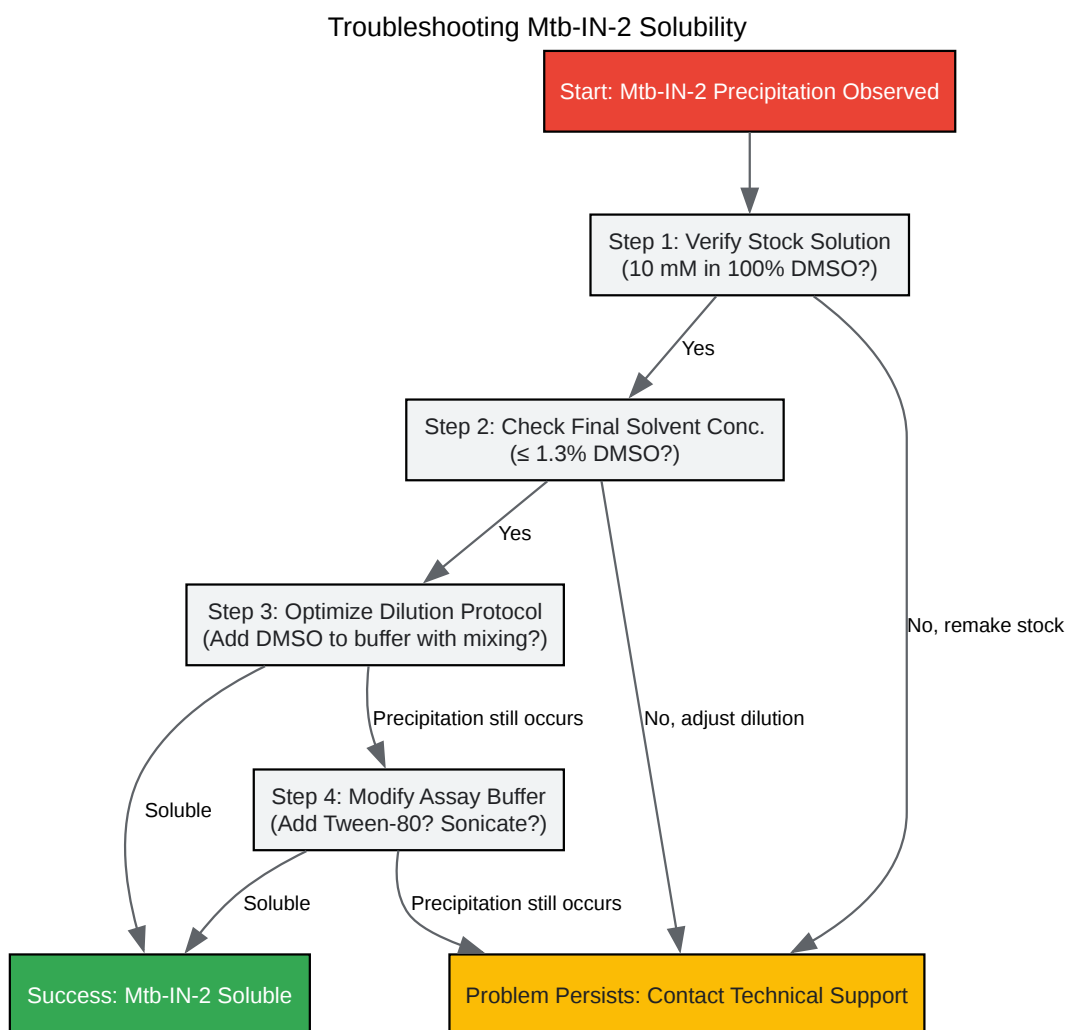 Troubleshooting Mtb-IN-2 Solubility
Start: Mtb-IN-2 Precipitation Observed
Step 1: Verify Stock Solution
(10 mM in 100% DMSO?)
Yes
Step 2: Check Final Solvent Conc.
(≤ 1.3% DMSO?)
Yes
Step 3: Optimize Dilution Protocol
(Add DMSO to buffer with mixing?)
No, remake stock
Precipitation still occurs
No, adjust dilution
Step 4: Modify Assay Buffer
(Add Tween-80? Sonicate?)
Soluble
Soluble
Precipitation still occurs
Success: Mtb-IN-2 Soluble
Problem Persists: Contact Technical Support